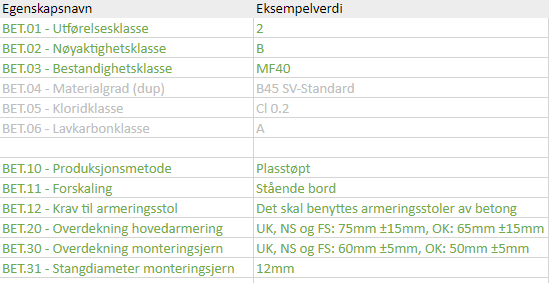 Egenskapsnavn Eksempelverdi
BET.01 - Utførelsesklasse 2
BET.02 - Nøyaktighetsklasse B
BET.03 - Bestandighetsklasse MF40
BET.04 - Materialgrad (dup) B45 SV-Standard
BET.05 - Kloridklasse Cl 0.2
BET.06 - Lavkarbonklasse A
BET.10 - Produksjonsmetode Plasstøpt
BET.11 - Forskaling Stående bord
BET.12 - Krav til armeringsstol Det skal benyttes armeringsstoler av betong
BET.20 - Overdekning hovedarmering UK, NS og FS: 75mm ±15mm, OK: 65mm ±15mm
BET.30 - Overdekning monteringsjern UK, NS og FS: 60mm ±5mm, OK: 50mm ±5mm
BET.31 - Stangdiameter monteringsjern 12mm